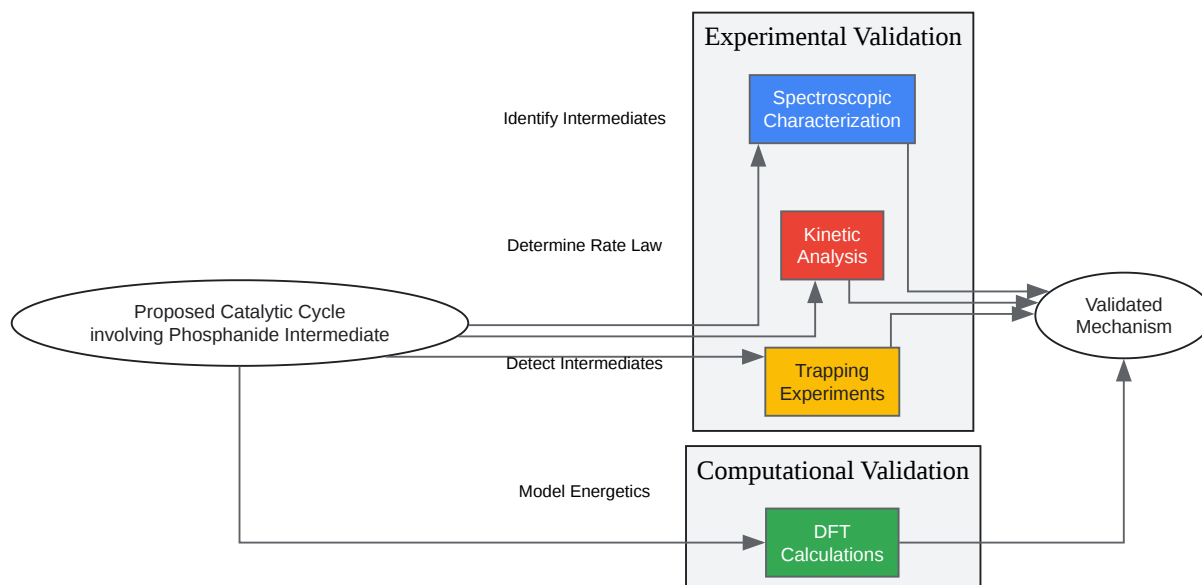 Experimental Validation
Spectroscopic
Characterization
Identify Intermediates
Kinetic
Analysis
Determine Rate Law
Proposed Catalytic Cycle
involving Phosphanide Intermediate
Validated
Mechanism
Detect Intermediates
Trapping
Experiments
Computational Validation
Model Energetics
DFT
Calculations